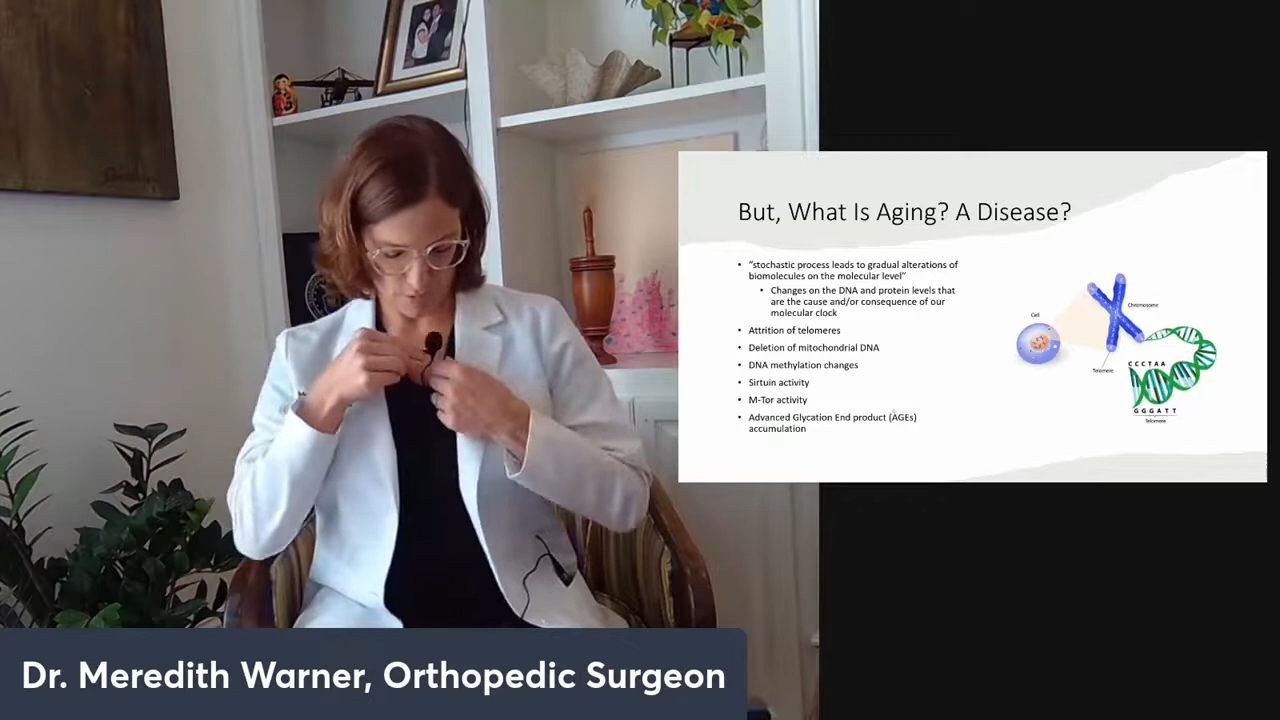 But, What Is Aging? A Disease?
• "stochastic process leads to gradual alterations of
biomolecules on the molecular level"
• Changes on the DNA and protein levels that
are the cause and/or consequence of our
molecular clock
• Attrition of telomeres
• Deletion of mitochondrial DNA
• DNA methylation changes
• Sirtuin activity
• M-Tor activity
• Advanced Glycation End product (AGEs)
accumulation
Cell
Chromosome
Telomere
CCCTAA
GGGATT
Telomere
Dr. Meredith Warner, Orthopedic Surgeon